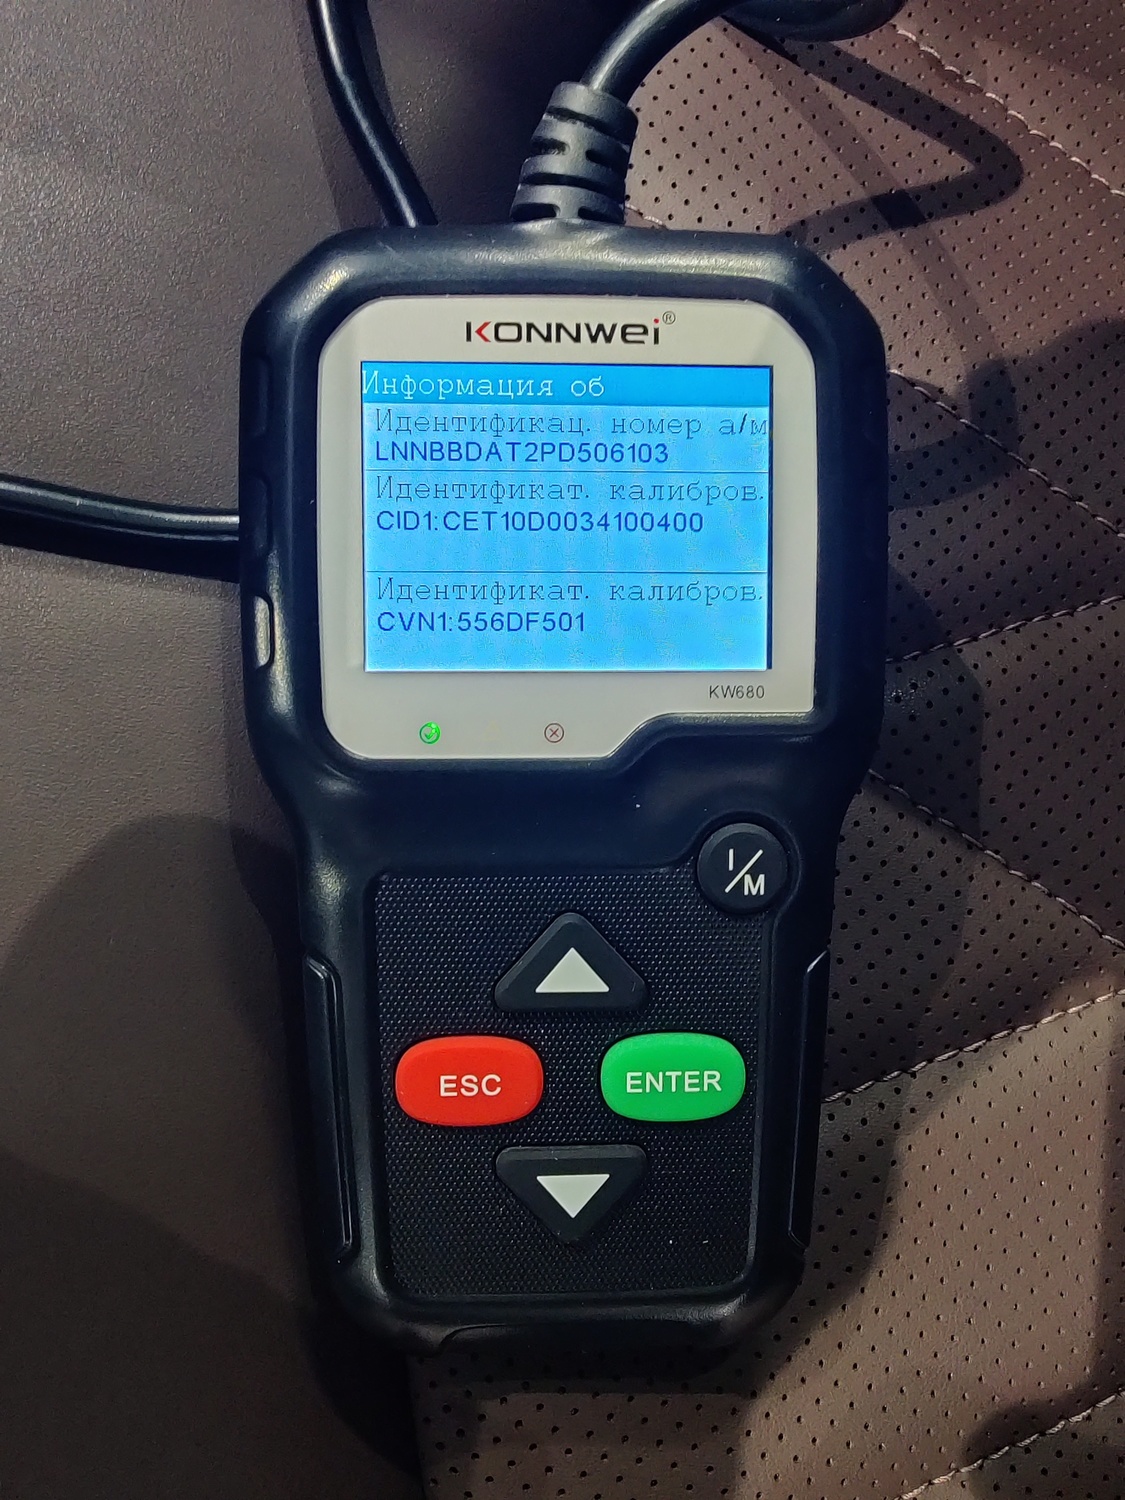 KONNWEI®
Информация об
Идентификац. номер а/м
LNNBBDAT2PD506103
Идентификат. калибров.
CID1:CET10D0034100400
Идентификат. калибров.
CVN1:556DF501
KW680
I/M
ESC
ENTER